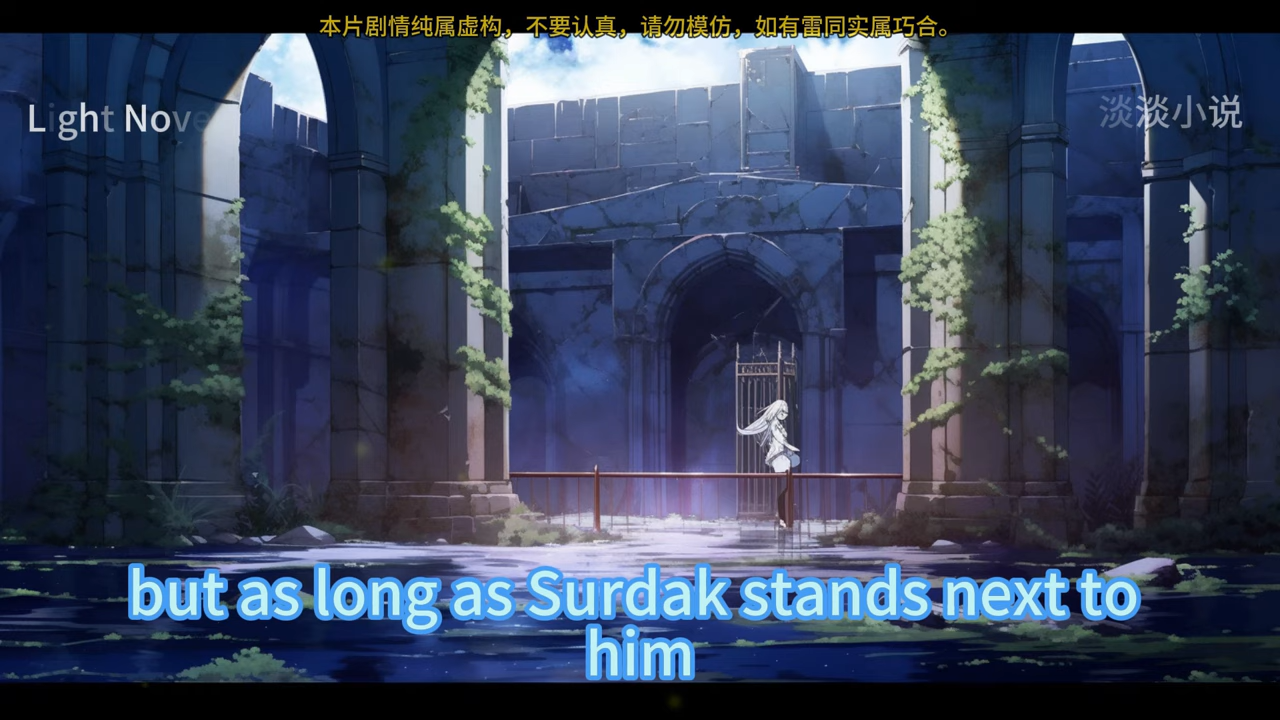 本片剧情纯属虚构，不要认真，请勿模仿，如有雷同实属巧合。
Light Nove
淡淡小说
but as long as Surdak stands next to
him